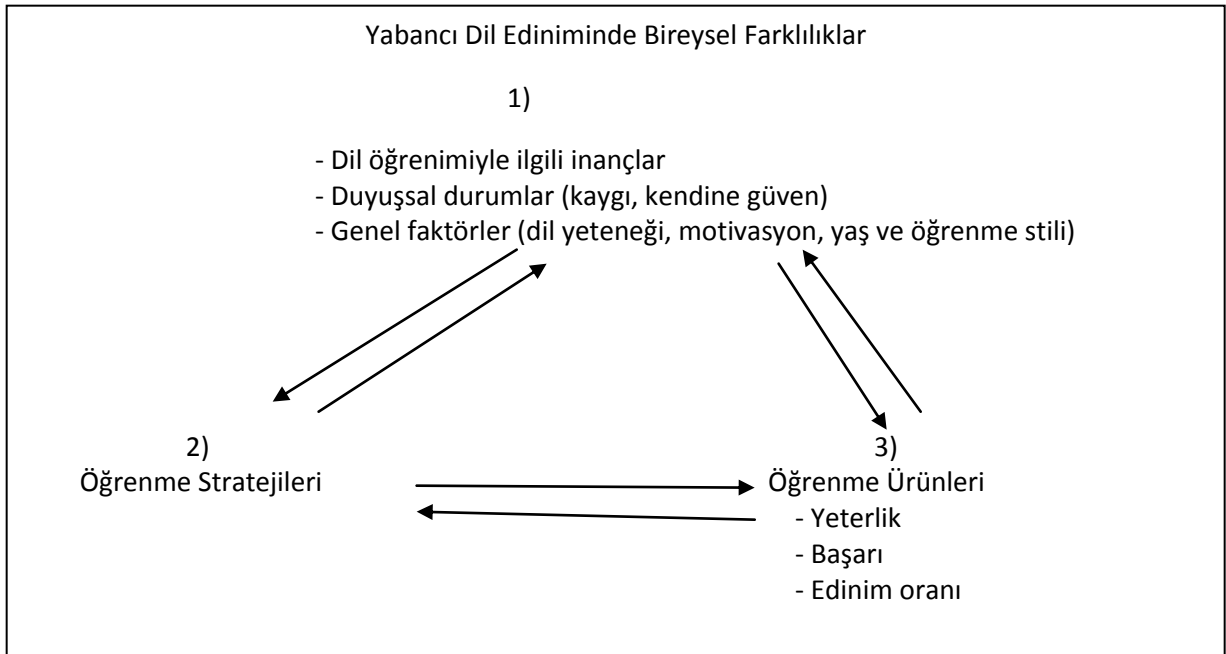 Yabancı Dil Ediniminde Bireysel Farklılıklar
1)
- Dil öğrenimiyle ilgili inançlar
- Duyuşsal durumlar (kaygı, kendine güven)
- Genel faktörler (dil yeteneği, motivasyon, yaş ve öğrenme stili)
2)
Öğrenme Stratejileri
3)
Öğrenme Ürünleri
- Yeterlik
- Başarı
- Edinim oranı